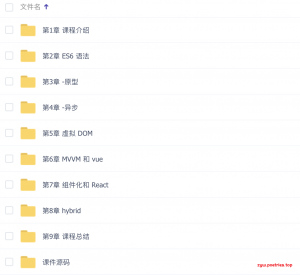 文件名
第1章 课程介绍
第2章 ES6 语法
第3章 -原型
第4章 -异步
第5章 虚拟 DOM
第6章 MVVM 和 vue
第7章 组件化和 React
第8章 hybrid
第9章 课程总结
课件源码
zygx.poetries.top